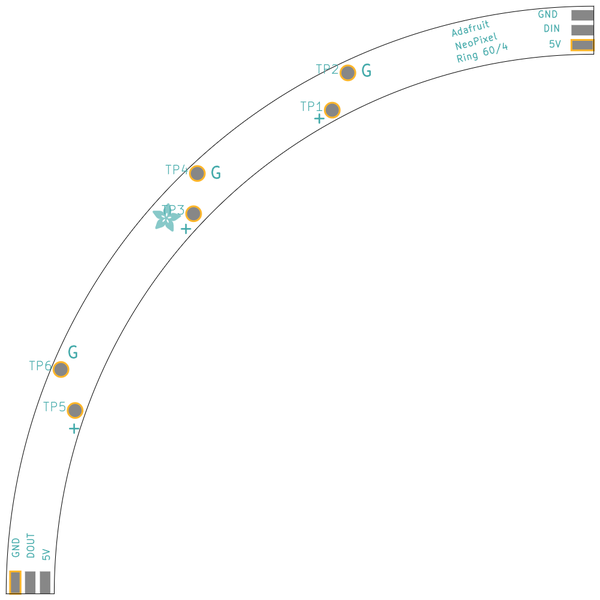 GND
DIN
5V
Adafruit
NeoPixel
Ring 60/4
TP2 G
TP1
+
TP4 G
TP3
+
G
TP6
TP5
+
GND
DOUT
5V